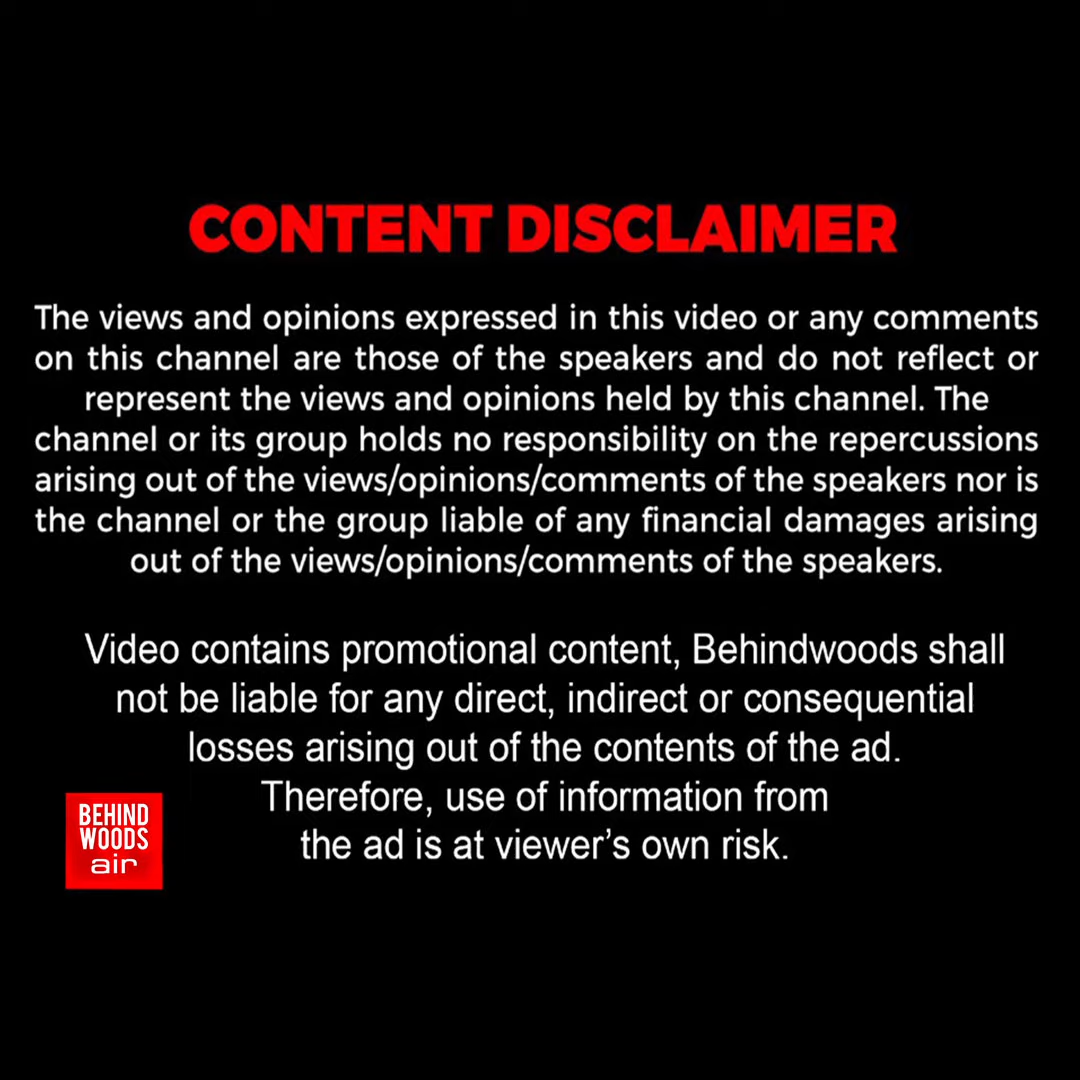 CONTENT DISCLAIMER
The views and opinions expressed in this video or any comments
on this channel are those of the speakers and do not reflect or
represent the views and opinions held by this channel. The
channel or its group holds no responsibility on the repercussions
arising out of the views/opinions/comments of the speakers nor is
the channel or the group liable of any financial damages arising
out of the views/opinions/comments of the speakers.
Video contains promotional content, Behindwoods shall
not be liable for any direct, indirect or consequential
losses arising out of the contents of the ad.
Therefore, use of information from
the ad is at viewer’s own risk.
BEHIND
WOODS
air